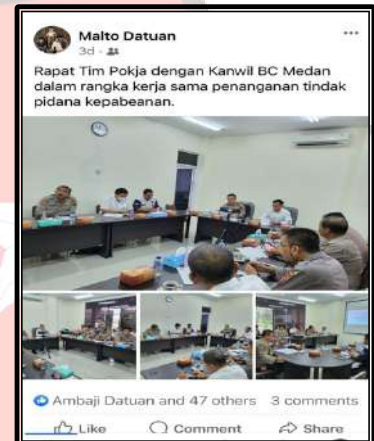 Malto Datuan
3d
Rapat Tim Pokja dengan Kanwil BC Medan
dalam rangka kerja sama penanganan tindak
pidana kepabeanan.
Ambaji Datuan and 47 others 3 comments
Like Comment Share